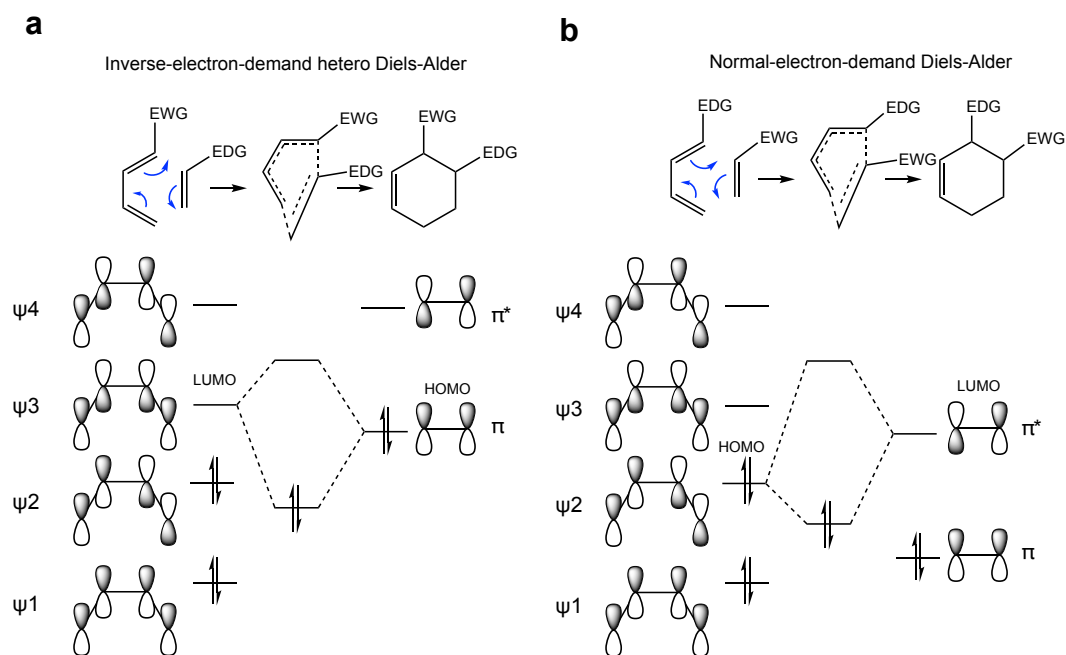 a
Inverse-electron-demand hetero Diels-Alder
EWG
EDG
EWG
EDG
EWG
EDG
ψ4
π*
LUMO
HOMO
ψ3
π
ψ2
ψ1
b
Normal-electron-demand Diels-Alder
EDG
EWG
EDG
EWG
EDG
EWG
ψ4
LUMO
ψ3
π*
HOMO
ψ2
π
ψ1